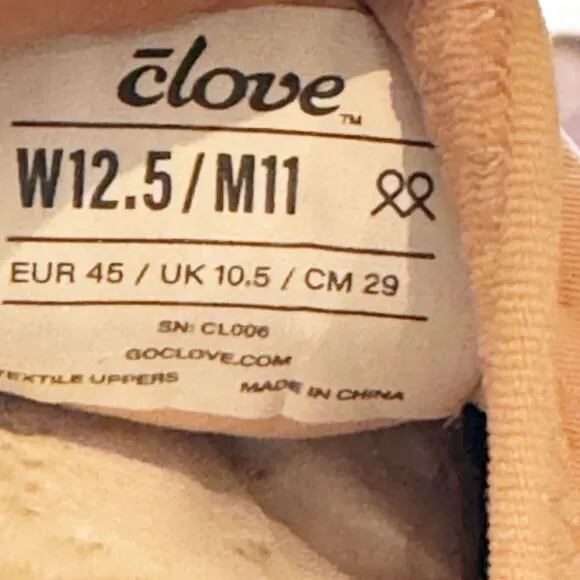 clove™
W12.5/M11
EUR 45 / UK 10.5 / CM 29
SN: CL006
GOCLOVE.COM
TEXTILE UPPERS MADE IN CHINA